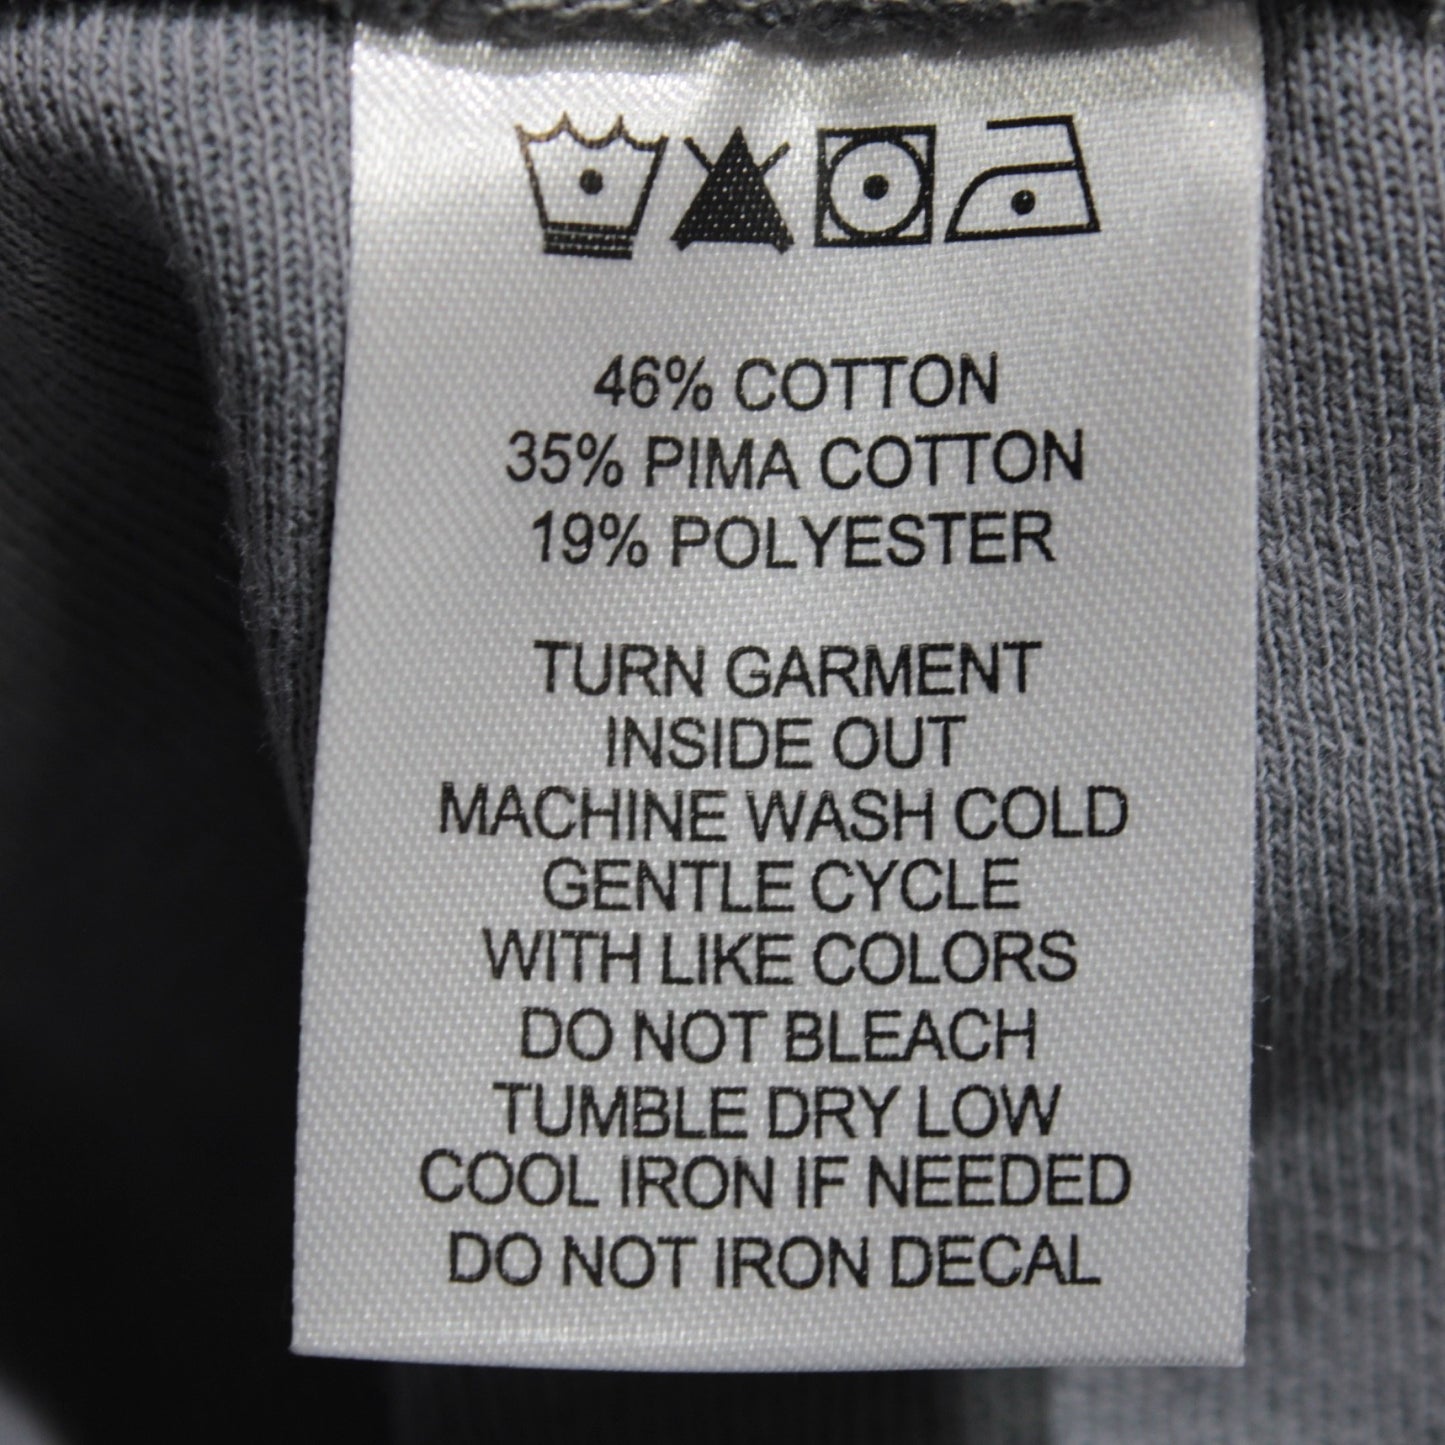 46% COTTON
35% PIMA COTTON
19% POLYESTER
TURN GARMENT
INSIDE OUT
MACHINE WASH COLD
GENTLE CYCLE
WITH LIKE COLORS
DO NOT BLEACH
TUMBLE DRY LOW
COOL IRON IF NEEDED
DO NOT IRON DECAL